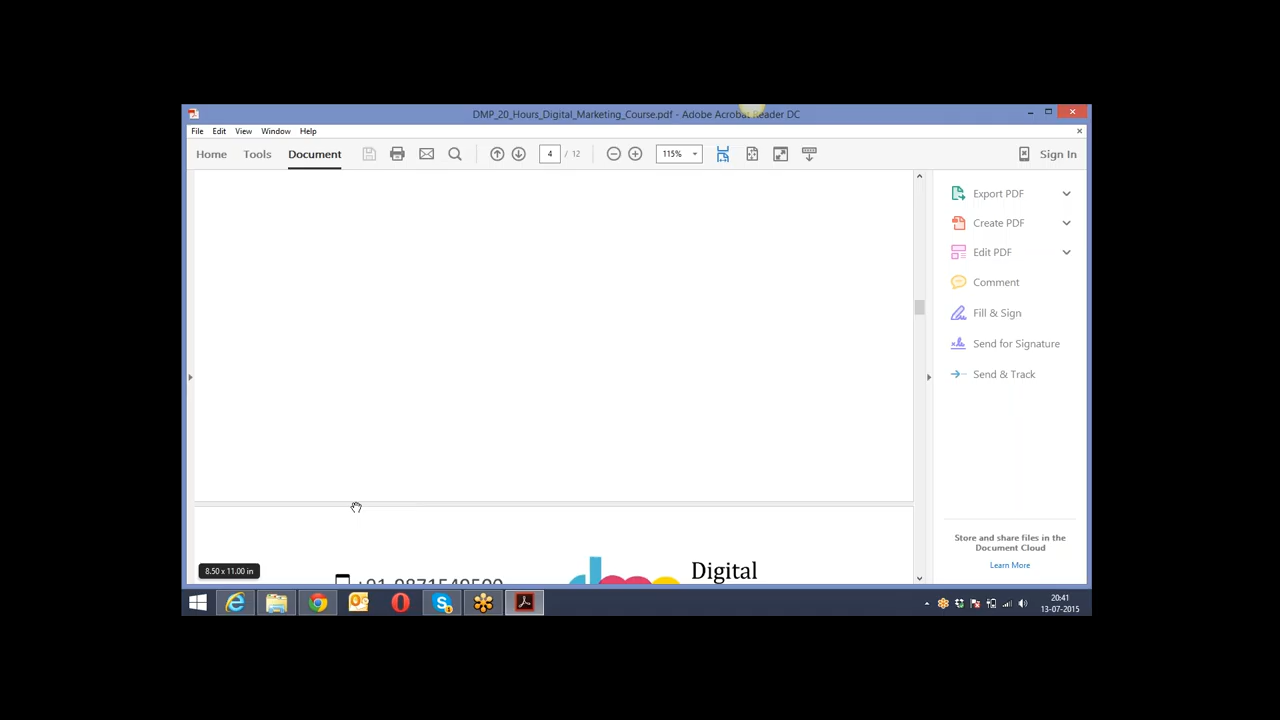 DMP_20_Hours_Digital_Marketing_Course.pdf - Adobe Acrobat Reader DC
File Edit View Window Help
Home Tools Document 4 / 12 115% Sign In
Export PDF
Create PDF
Edit PDF
Comment
Fill & Sign
Send for Signature
Send & Track
Store and share files in the
Document Cloud
Learn More
Digital
+91-9871549500
8.50 x 11.00 in
20:41
13-07-2015